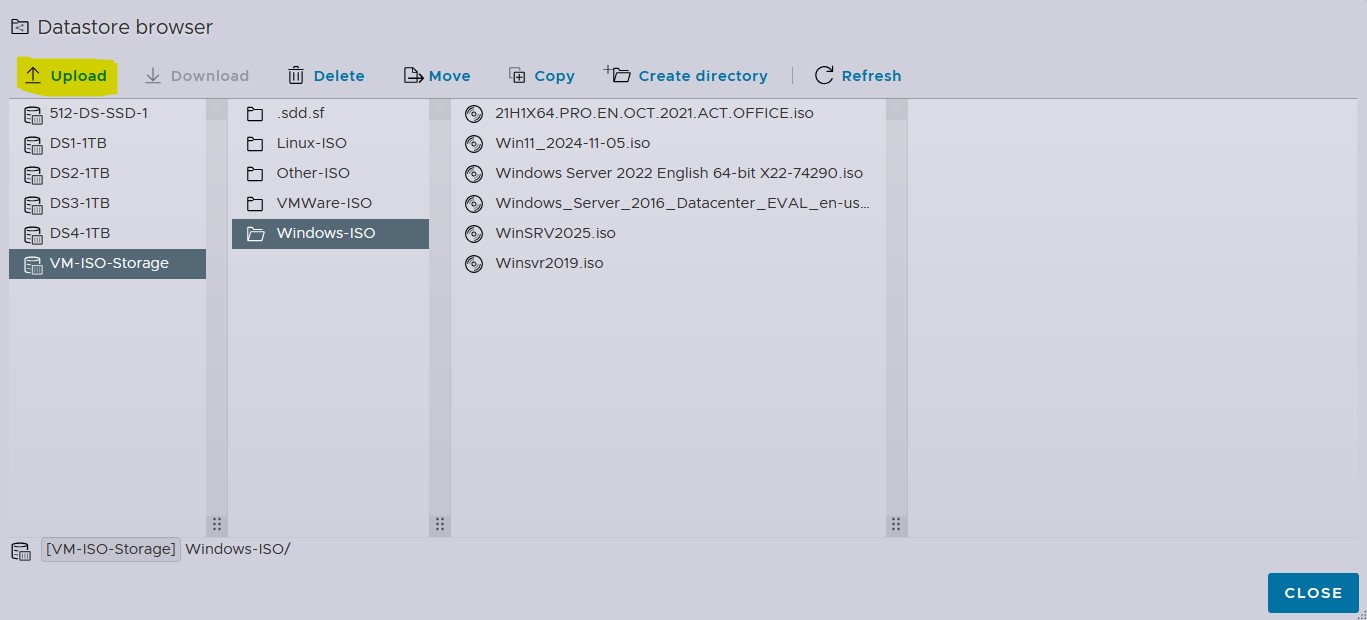 Datastore browser
Upload Download Delete Move Copy Create directory Refresh
512-DS-SSD-1
DS1-1TB
DS2-1TB
DS3-1TB
DS4-1TB
VM-ISO-Storage
.sdd.sf
Linux-ISO
Other-ISO
VMWare-ISO
Windows-ISO
21H1X64.PRO.EN.OCT.2021.ACT.OFFICE.iso
Win11_2024-11-05.iso
Windows Server 2022 English 64-bit X22-74290.iso
Windows_Server_2016_Datacenter_EVAL_en-us...
WinSRV2025.iso
Winsvr2019.iso
[VM-ISO-Storage] Windows-ISO/
CLOSE